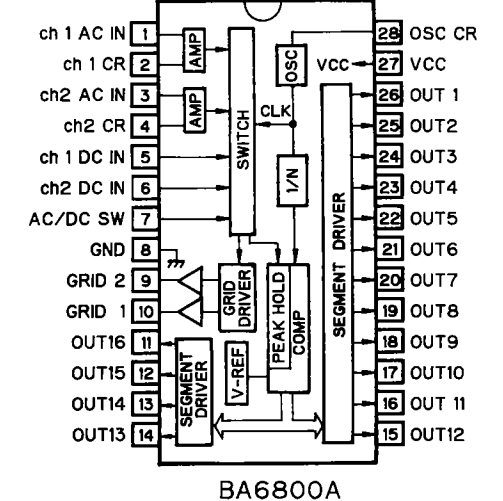 ch 1 AC IN 1
ch 1 CR 2
ch2 AC IN 3
ch2 CR 4
ch 1 DC IN 5
ch2 DC IN 6
AC/DC SW 7
GND 8
GRID 2 9
GRID 1 10
OUT16 11
OUT15 12
OUT14 13
OUT13 14
AMP
AMP
SWITCH
OSC
CLK
1/N
GRID DRIVER
PEAK HOLD
COMP
V-REF
SEGMENT DRIVER
SEGMENT DRIVER
28 OSC CR
VCC 27 VCC
26 OUT 1
25 OUT2
24 OUT3
23 OUT4
22 OUT5
21 OUT6
20 OUT7
19 OUT8
18 OUT9
17 OUT10
16 OUT 11
15 OUT12
BA6800A